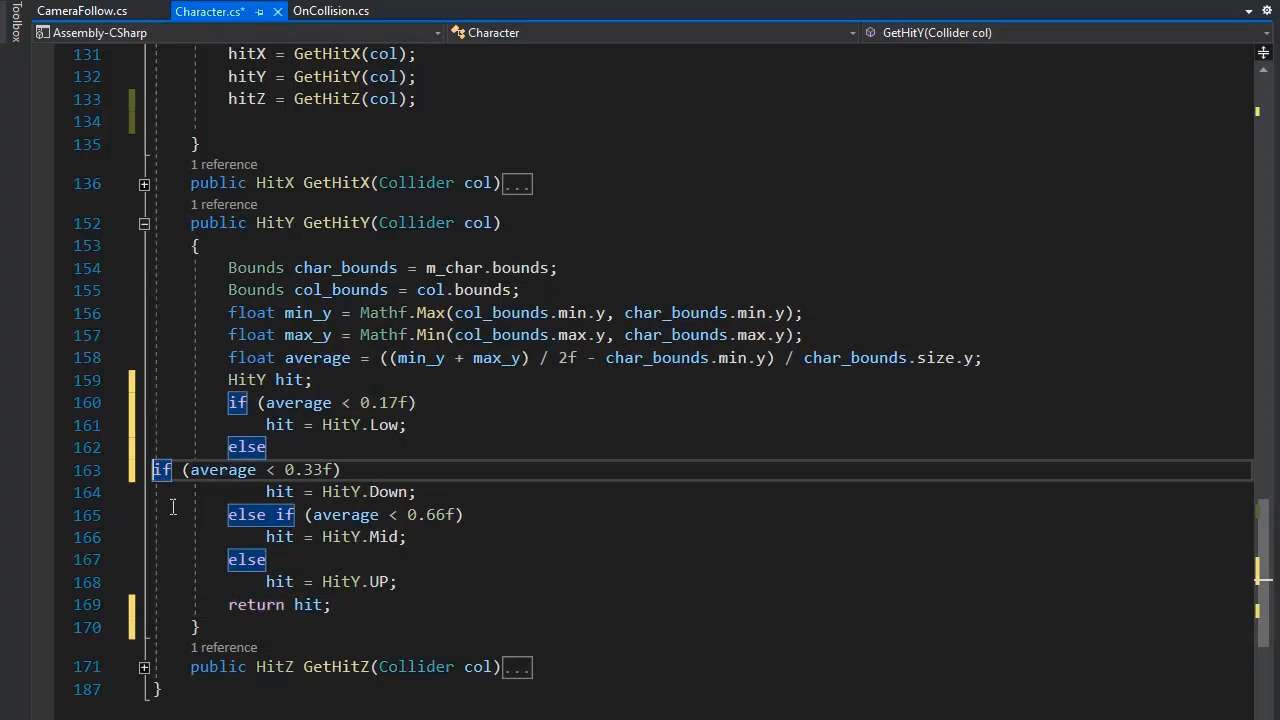 CameraFollow.cs Character.cs* OnCollision.cs
Toolbox
Assembly-CSharp Character GetHitY(Collider col)
131 hitX = GetHitX(col);
132 hitY = GetHitY(col);
133 hitZ = GetHitZ(col);
134
135 }
1 reference
136 public HitX GetHitX(Collider col)...
1 reference
152 public HitY GetHitY(Collider col)
153 {
154 Bounds char_bounds = m_char.bounds;
155 Bounds col_bounds = col.bounds;
156 float min_y = Mathf.Max(col_bounds.min.y, char_bounds.min.y);
157 float max_y = Mathf.Min(col_bounds.max.y, char_bounds.max.y);
158 float average = ((min_y + max_y) / 2f - char_bounds.min.y) / char_bounds.size.y;
159 HitY hit;
160 if (average < 0.17f)
161 hit = HitY.Low;
162 else
163 if (average < 0.33f)
164 hit = HitY.Down;
165 else if (average < 0.66f)
166 hit = HitY.Mid;
167 else
168 hit = HitY.UP;
169 return hit;
170 }
1 reference
171 public HitZ GetHitZ(Collider col)...
187 }